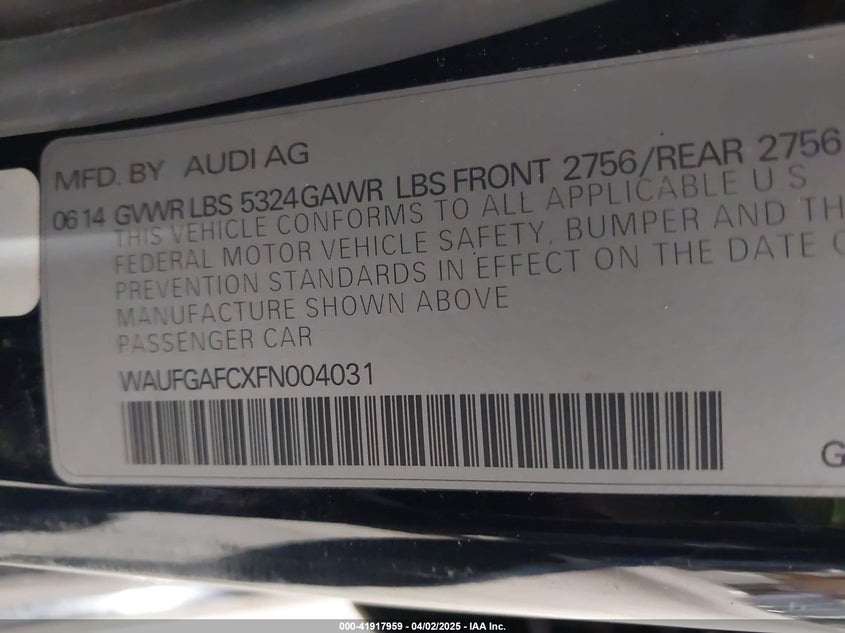 MFD. BY AUDI AG
0614 GVWR LBS 5324 GAWR LBS FRONT 2756/REAR 2756
THIS VEHICLE CONFORMS TO ALL APPLICABLE U S
FEDERAL MOTOR VEHICLE SAFETY, BUMPER AND TH
PREVENTION STANDARDS IN EFFECT ON THE DATE O
MANUFACTURE SHOWN ABOVE
PASSENGER CAR
WAUFGAFCXFN004031
G
000-41917959 - 04/02/2025 - IAA Inc.